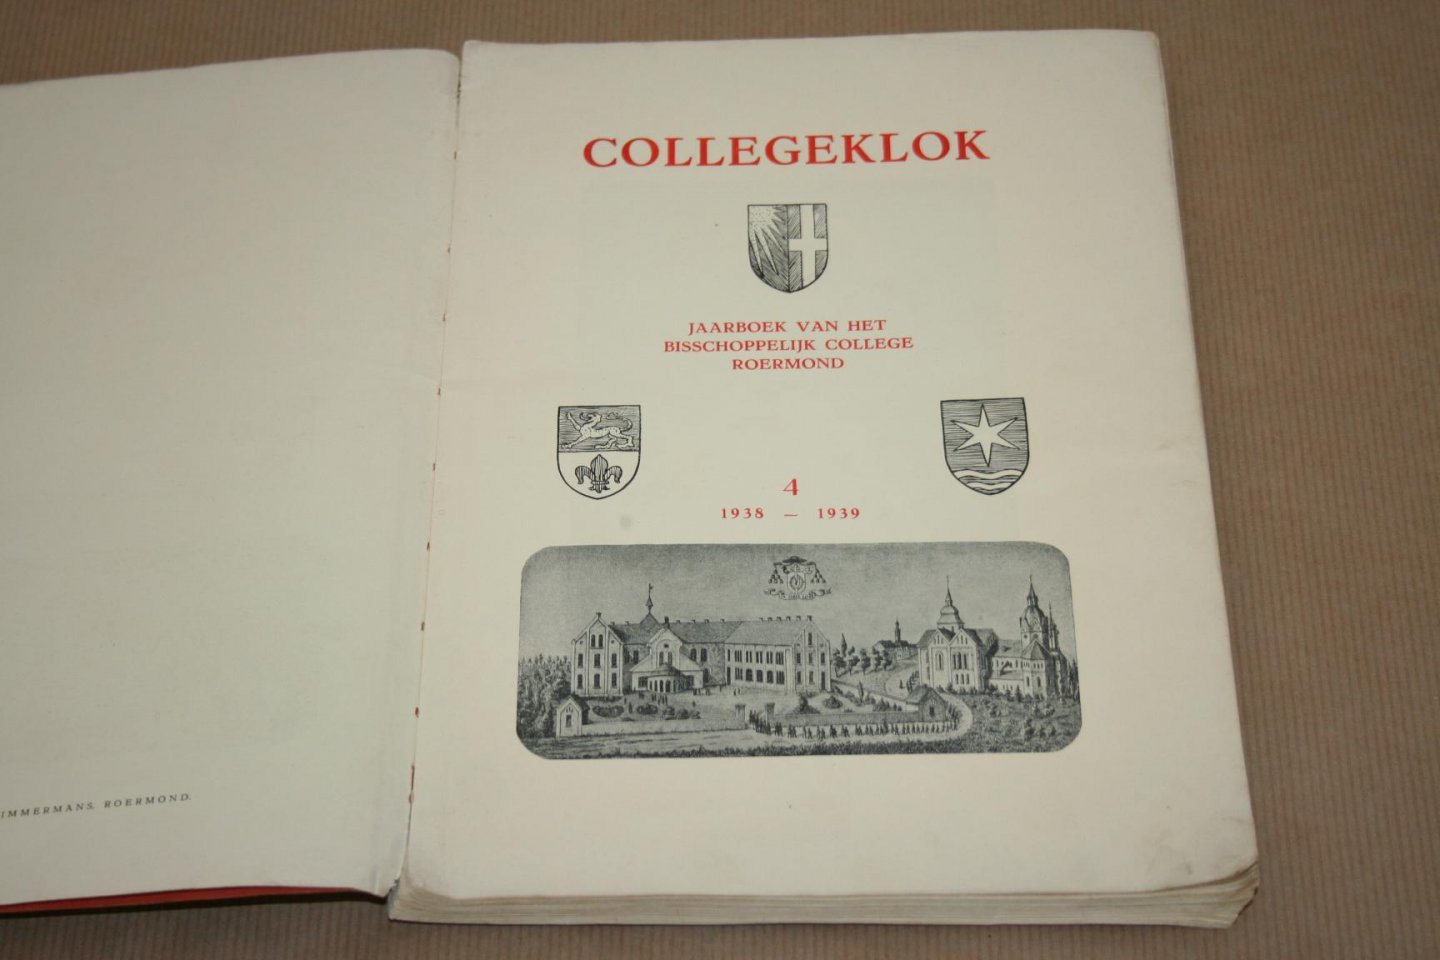 IMMERMANS. ROERMOND.
COLLEGEKLOK
JAARBOEK VAN HET
BISSCHOPPELIJK COLLEGE
ROERMOND
4
1938 — 1939